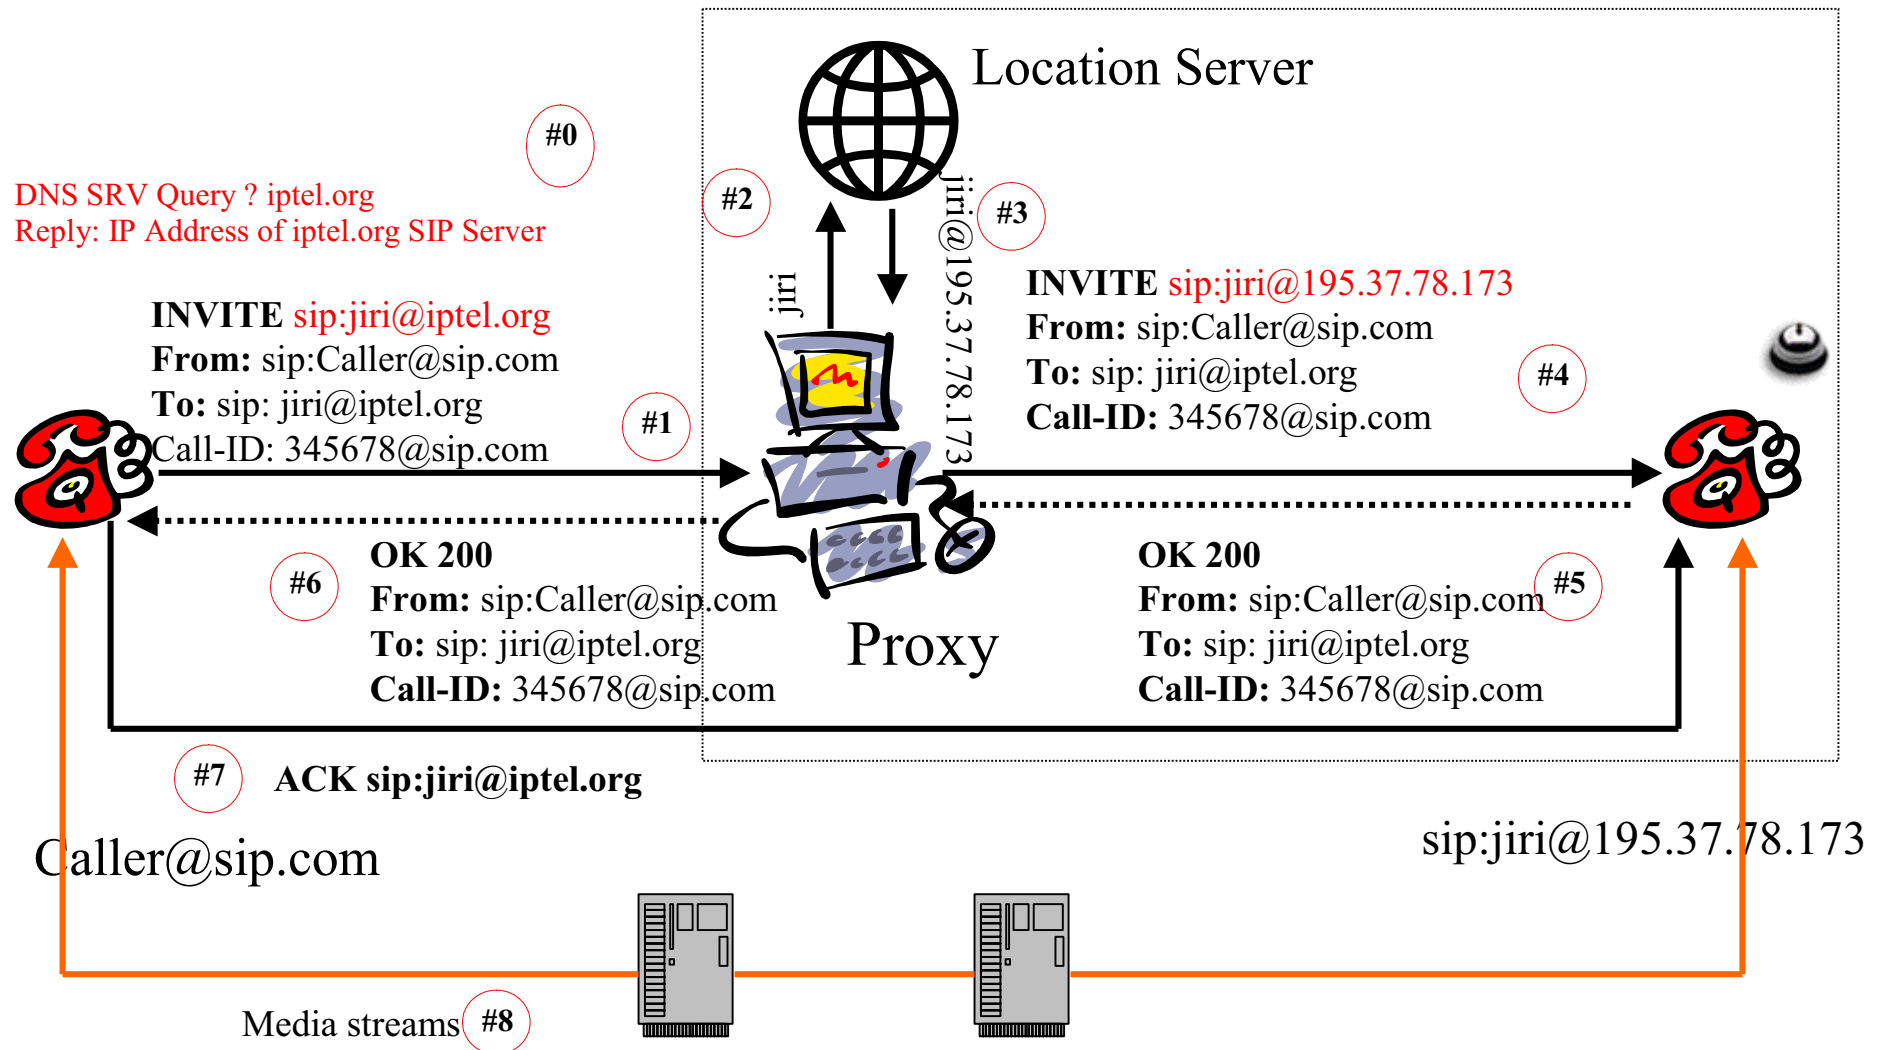 Location Server
#0
DNS SRV Query ? iptel.org
Reply: IP Address of iptel.org SIP Server
#2
#3
jiri
jiri@195.37.78.173
INVITE sip:jiri@iptel.org
From: sip:Caller@sip.com
To: sip: jiri@iptel.org
Call-ID: 345678@sip.com
#1
INVITE sip:jiri@195.37.78.173
From: sip:Caller@sip.com
To: sip: jiri@iptel.org
Call-ID: 345678@sip.com
#4
OK 200
From: sip:Caller@sip.com
To: sip: jiri@iptel.org
Call-ID: 345678@sip.com
#6
Proxy
OK 200
From: sip:Caller@sip.com
To: sip: jiri@iptel.org
Call-ID: 345678@sip.com
#5
#7
ACK sip:jiri@iptel.org
Caller@sip.com
sip:jiri@195.37.78.173
Media streams
#8